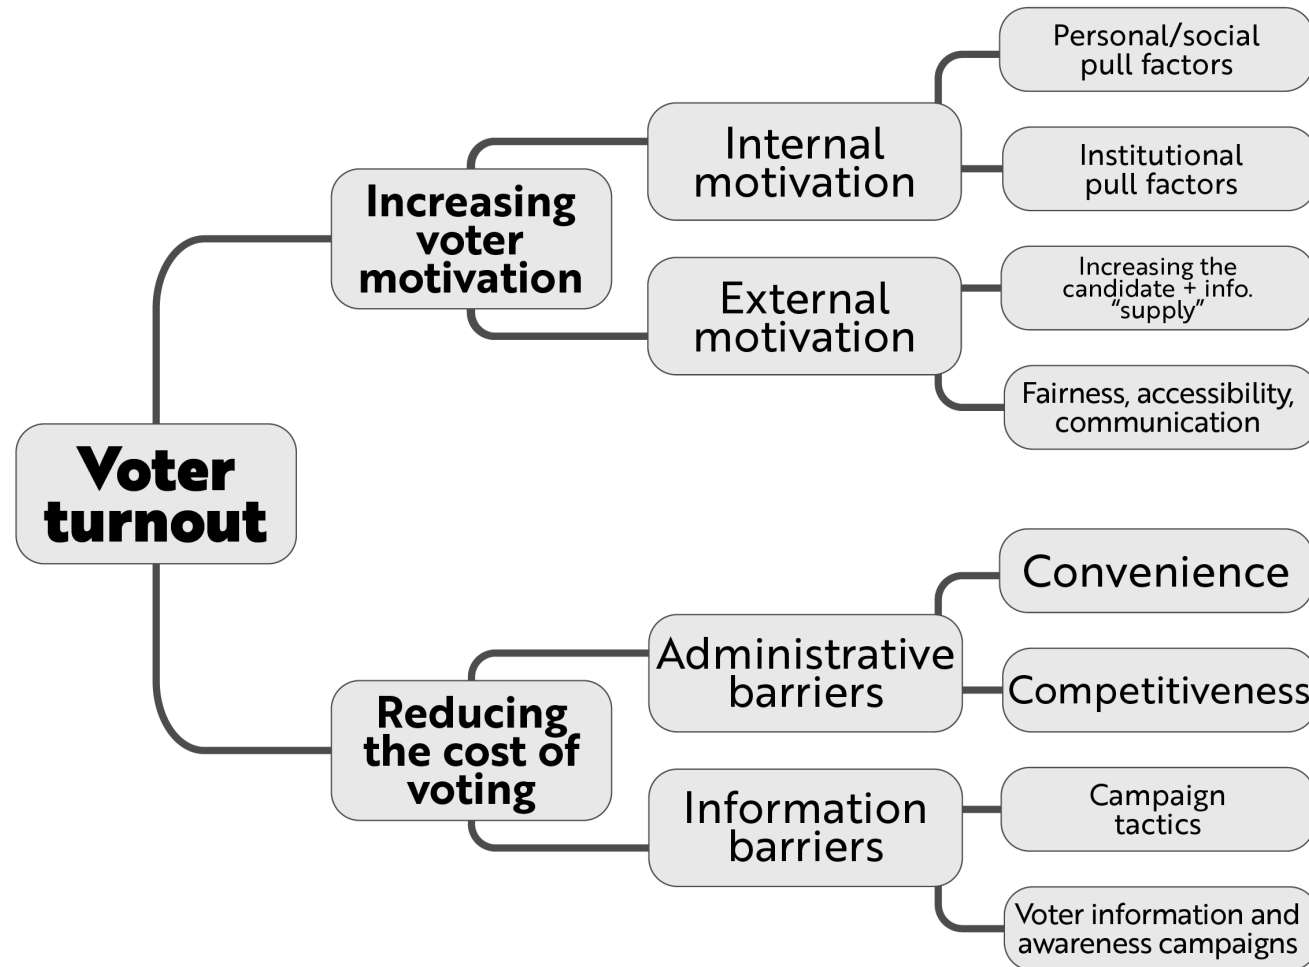 Voter
turnout
Increasing
voter
motivation
Internal
motivation
Personal/social
pull factors
Institutional
pull factors
External
motivation
Increasing the
candidate + info.
“supply”
Fairness, accessibility,
communication
Reducing
the cost of
voting
Administrative
barriers
Convenience
Competitiveness
Information
barriers
Campaign
tactics
Voter information and
awareness campaigns